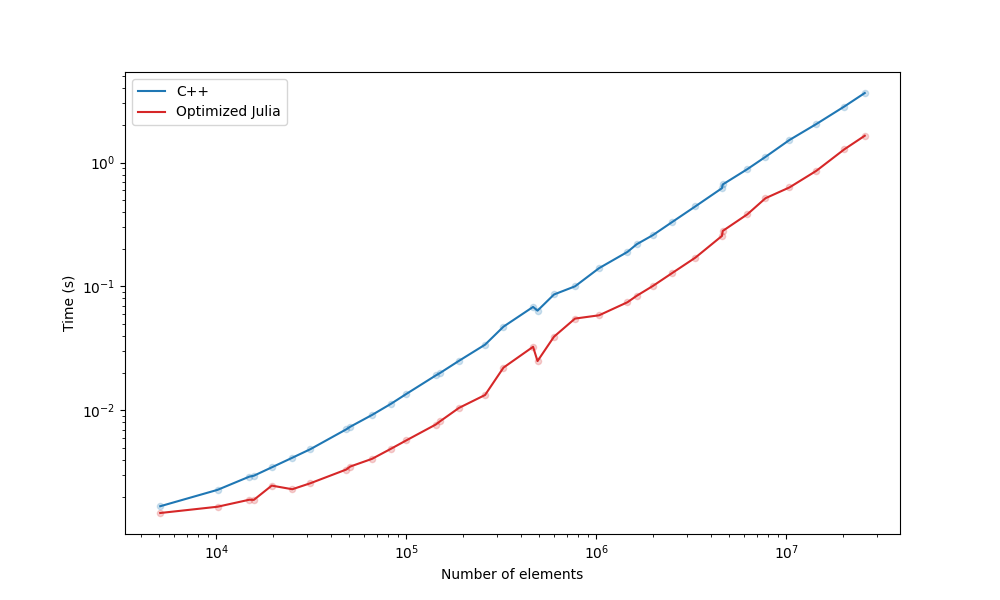 C++
Optimized Julia
Time (s)
10⁰
10⁻¹
10⁻²
10⁴
10⁵
10⁶
10⁷
Number of elements